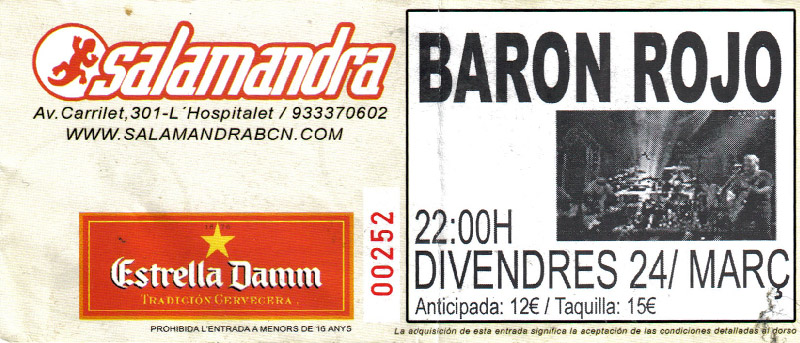 salamandra
Av.Carrilet,301-L´Hospitalet / 933370602
WWW.SALAMANDRABCN.COM
Estrella Damm
TRADICIÓN CERVECERA
00252
PROHIBIDA L'ENTRADA A MENORS DE 16 ANYS
BARON ROJO
22:00H
DIVENDRES 24/ MARÇ
Anticipada: 12€ / Taquilla: 15€
La adquisición de esta entrada significa la aceptación de las condiciones detalladas al dorso